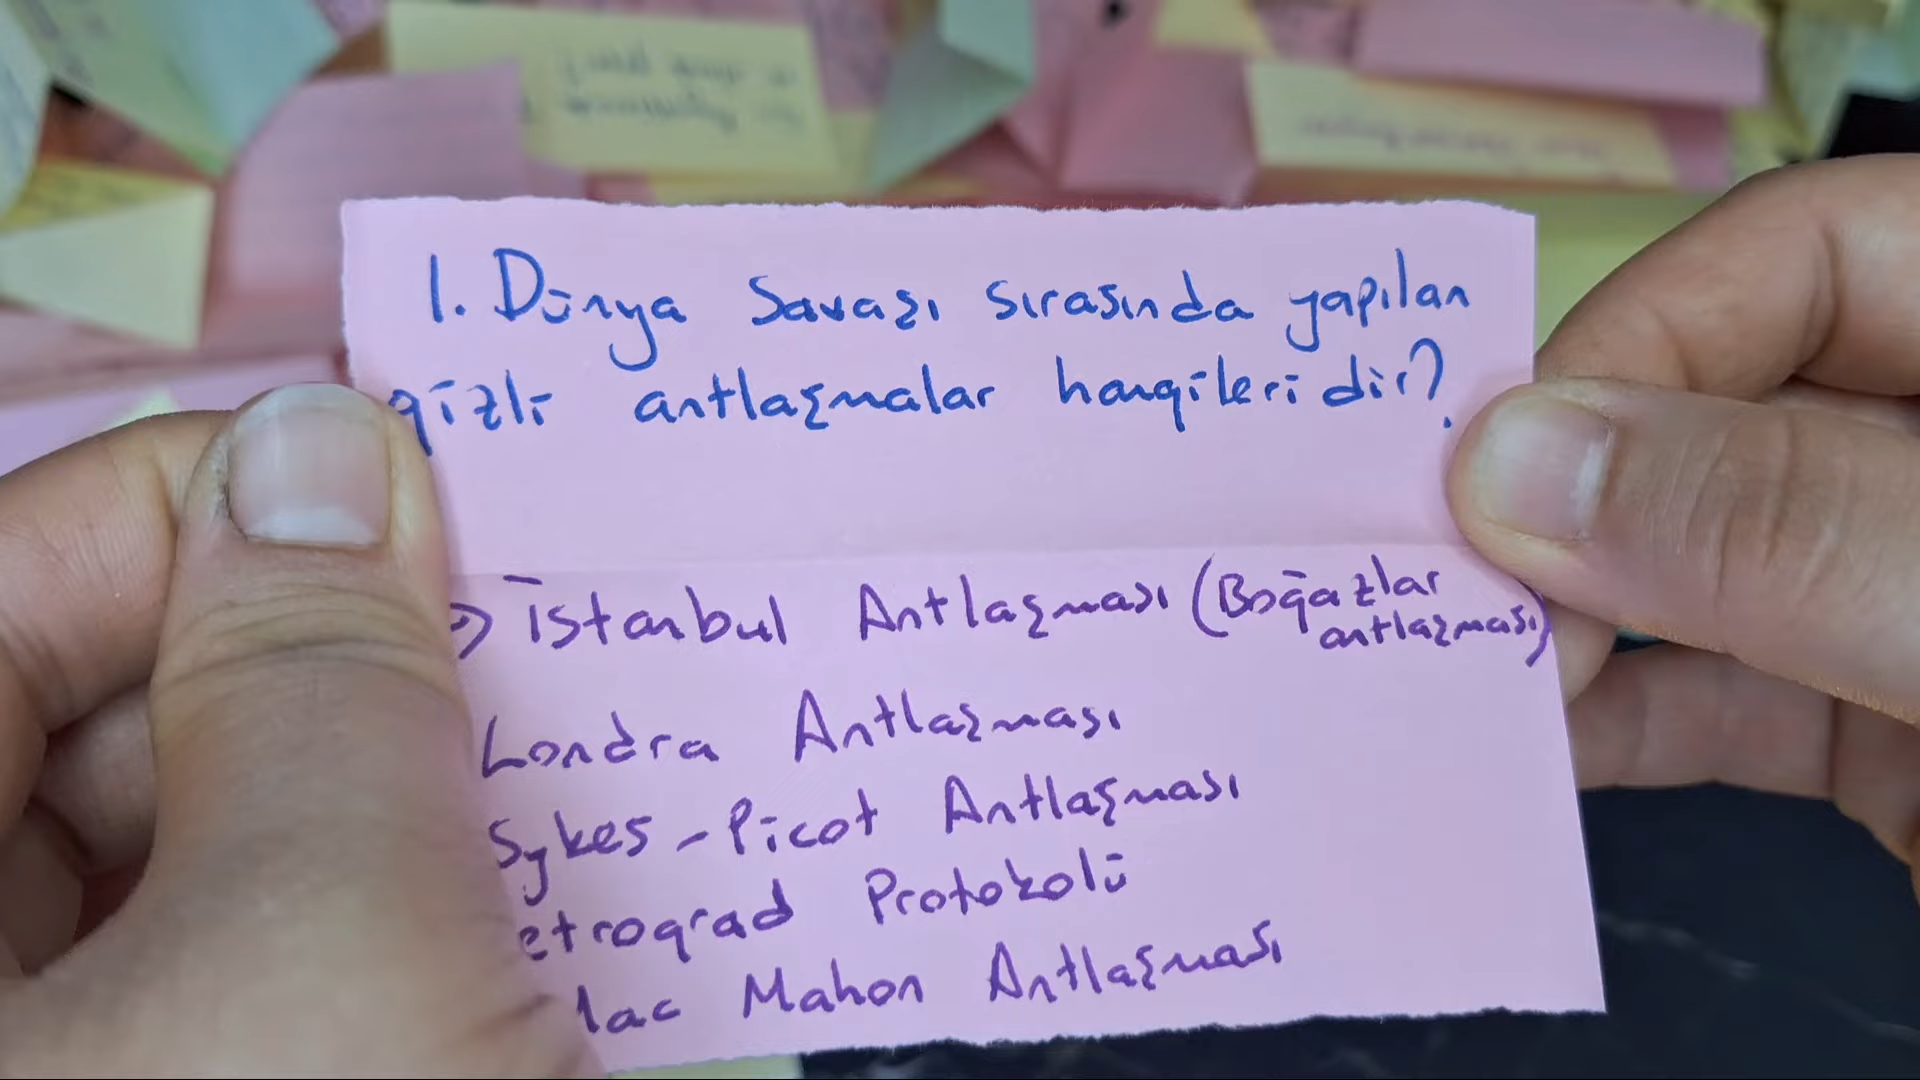 1. Dünya Savaşı sırasında yapılan
gizli antlaşmalar hangileridir?
İstanbul Antlaşması (Boğazlar
antlaşması)
Londra Antlaşması
Sykes-Picot Antlaşması
etrograd Protokolü
Mahon Antlaşması